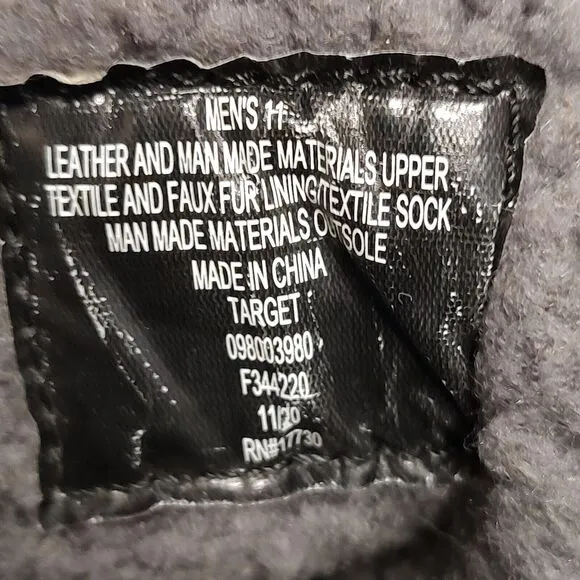 MEN'S 11
LEATHER AND MAN MADE MATERIALS UPPER
TEXTILE AND FAUX FUR LINING/TEXTILE SOCK
MAN MADE MATERIALS OUTSOLE
MADE IN CHINA
TARGET
098003980
F344220
11/20
RN#17730